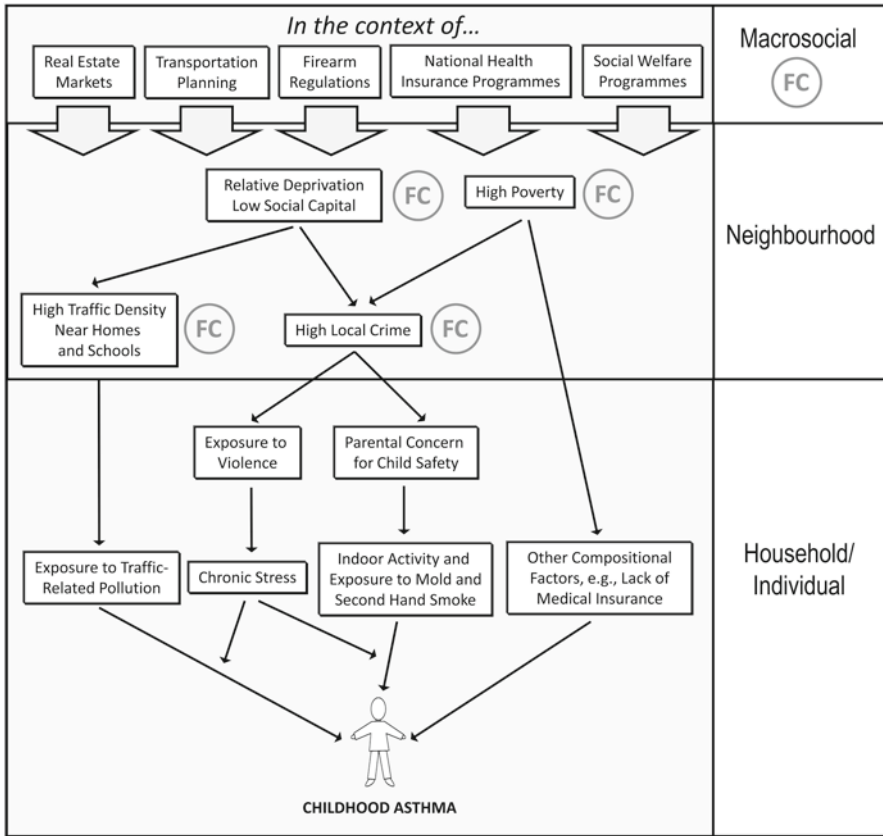 In the context of...
Macrosocial
FC
Real Estate
Markets
Transportation
Planning
Firearm
Regulations
National Health
Insurance Programmes
Social Welfare
Programmes
Neighbourhood
Relative Deprivation
Low Social Capital
FC
High Poverty
FC
High Traffic Density
Near Homes
and Schools
FC
High Local Crime
FC
Household/
Individual
Exposure to
Violence
Parental Concern
for Child Safety
Exposure to Traffic-
Related Pollution
Chronic Stress
Indoor Activity and
Exposure to Mold and
Second Hand Smoke
Other Compositional
Factors, e.g., Lack of
Medical Insurance
CHILDHOOD ASTHMA